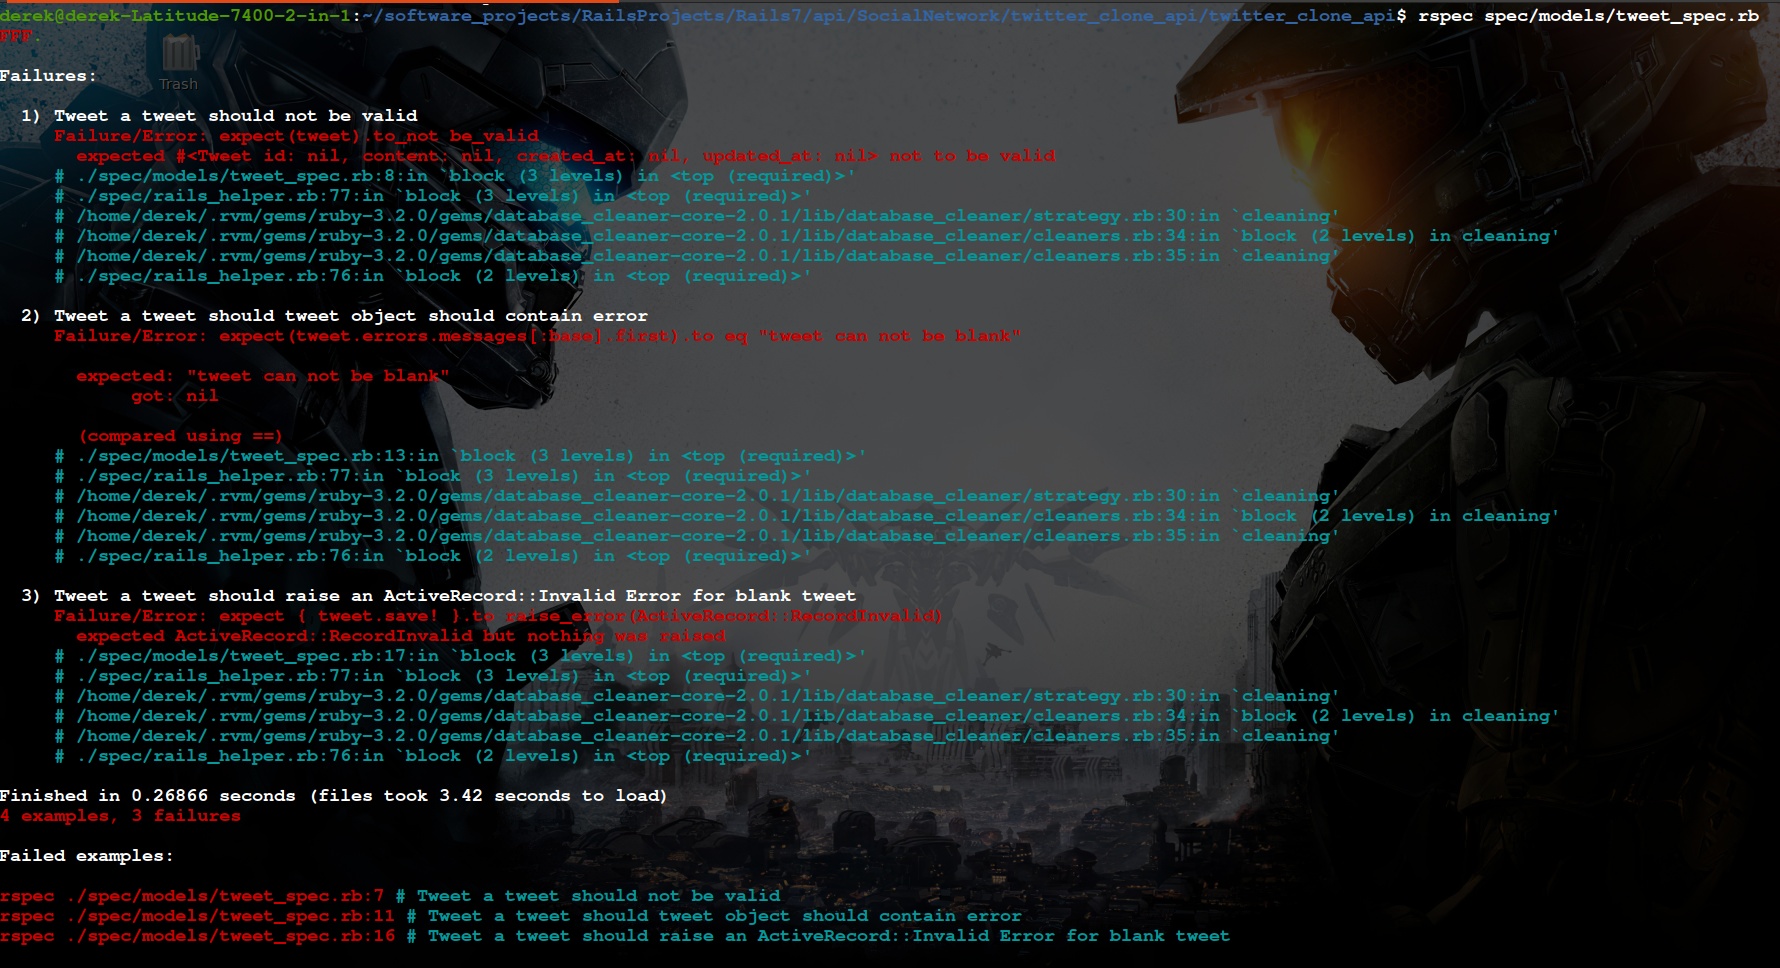 derek@derek-Latitude-7400-2-in-1:~/software_projects/RailsProjects/Rails7/api/SocialNetwork/twitter_clone_api/twitter_clone_api$ rspec spec/models/tweet_spec.rb
FFF.
Trash
Failures:
1) Tweet a tweet should not be valid
Failure/Error: expect(tweet).to_not be_valid
expected #<Tweet id: nil, content: nil, created_at: nil, updated_at: nil> not to be valid
# ./spec/models/tweet_spec.rb:8:in `block (3 levels) in <top (required)>'
# ./spec/rails_helper.rb:77:in `block (3 levels) in <top (required)>'
# /home/derek/.rvm/gems/ruby-3.2.0/gems/database_cleaner-core-2.0.1/lib/database_cleaner/strategy.rb:30:in `cleaning'
# /home/derek/.rvm/gems/ruby-3.2.0/gems/database_cleaner-core-2.0.1/lib/database_cleaner/cleaners.rb:34:in `block (2 levels) in cleaning'
# /home/derek/.rvm/gems/ruby-3.2.0/gems/database_cleaner-core-2.0.1/lib/database_cleaner/cleaners.rb:35:in `cleaning'
# ./spec/rails_helper.rb:76:in `block (2 levels) in <top (required)>'
2) Tweet a tweet should tweet object should contain error
Failure/Error: expect(tweet.errors.messages[:base].first).to eq "tweet can not be blank"
expected: "tweet can not be blank"
got: nil
(compared using ==)
# ./spec/models/tweet_spec.rb:13:in `block (3 levels) in <top (required)>'
# ./spec/rails_helper.rb:77:in `block (3 levels) in <top (required)>'
# /home/derek/.rvm/gems/ruby-3.2.0/gems/database_cleaner-core-2.0.1/lib/database_cleaner/strategy.rb:30:in `cleaning'
# /home/derek/.rvm/gems/ruby-3.2.0/gems/database_cleaner-core-2.0.1/lib/database_cleaner/cleaners.rb:34:in `block (2 levels) in cleaning'
# /home/derek/.rvm/gems/ruby-3.2.0/gems/database_cleaner-core-2.0.1/lib/database_cleaner/cleaners.rb:35:in `cleaning'
# ./spec/rails_helper.rb:76:in `block (2 levels) in <top (required)>'
3) Tweet a tweet should raise an ActiveRecord::Invalid Error for blank tweet
Failure/Error: expect { tweet.save! }.to raise_error(ActiveRecord::RecordInvalid)
expected ActiveRecord::RecordInvalid but nothing was raised
# ./spec/models/tweet_spec.rb:17:in `block (3 levels) in <top (required)>'
# ./spec/rails_helper.rb:77:in `block (3 levels) in <top (required)>'
# /home/derek/.rvm/gems/ruby-3.2.0/gems/database_cleaner-core-2.0.1/lib/database_cleaner/strategy.rb:30:in `cleaning'
# /home/derek/.rvm/gems/ruby-3.2.0/gems/database_cleaner-core-2.0.1/lib/database_cleaner/cleaners.rb:34:in `block (2 levels) in cleaning'
# /home/derek/.rvm/gems/ruby-3.2.0/gems/database_cleaner-core-2.0.1/lib/database_cleaner/cleaners.rb:35:in `cleaning'
# ./spec/rails_helper.rb:76:in `block (2 levels) in <top (required)>'
Finished in 0.26866 seconds (files took 3.42 seconds to load)
4 examples, 3 failures
Failed examples:
rspec ./spec/models/tweet_spec.rb:7 # Tweet a tweet should not be valid
rspec ./spec/models/tweet_spec.rb:11 # Tweet a tweet should tweet object should contain error
rspec ./spec/models/tweet_spec.rb:16 # Tweet a tweet should raise an ActiveRecord::Invalid Error for blank tweet